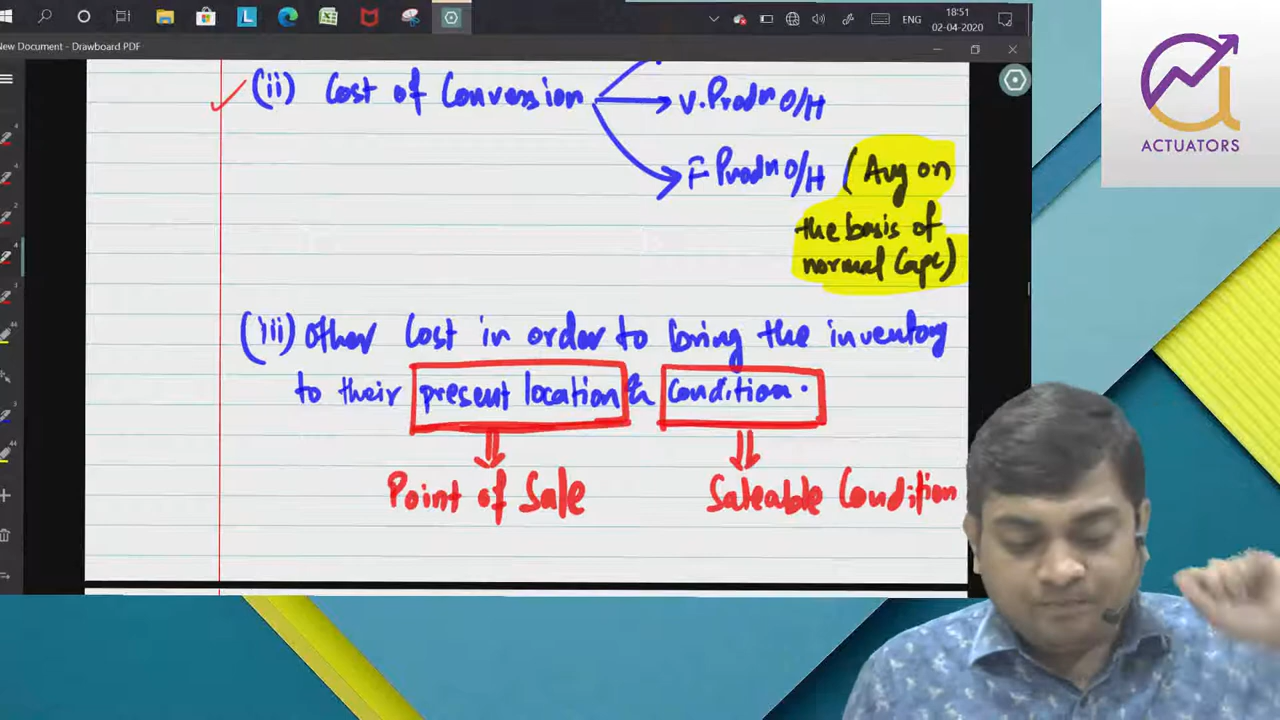 18:51
ENG
02-04-2020
New Document - Drawboard PDF
(ii) Cost of Conversion
V. Prodn O/H
F Prodn O/H (Avg on
the basis of
normal Cape)
(iii) Other Cost in order to bring the inventory
to their present location & Condition.
Point of Sale
Saleable Condition
ACTUATORS